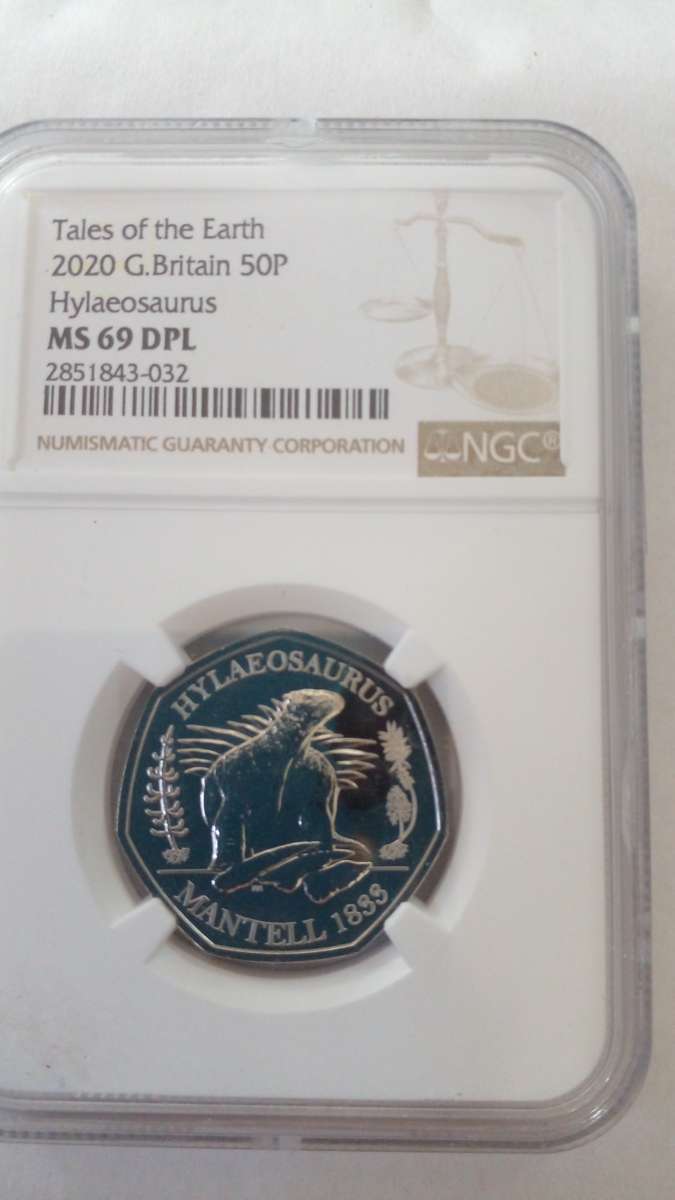 Tales of the Earth
2020 G.Britain 50P
Hylaeosaurus
MS 69 DPL
2851843-032
NUMISMATIC GUARANTY CORPORATION
NGC®
HYLAEOSAURUS
MANTELL 1833